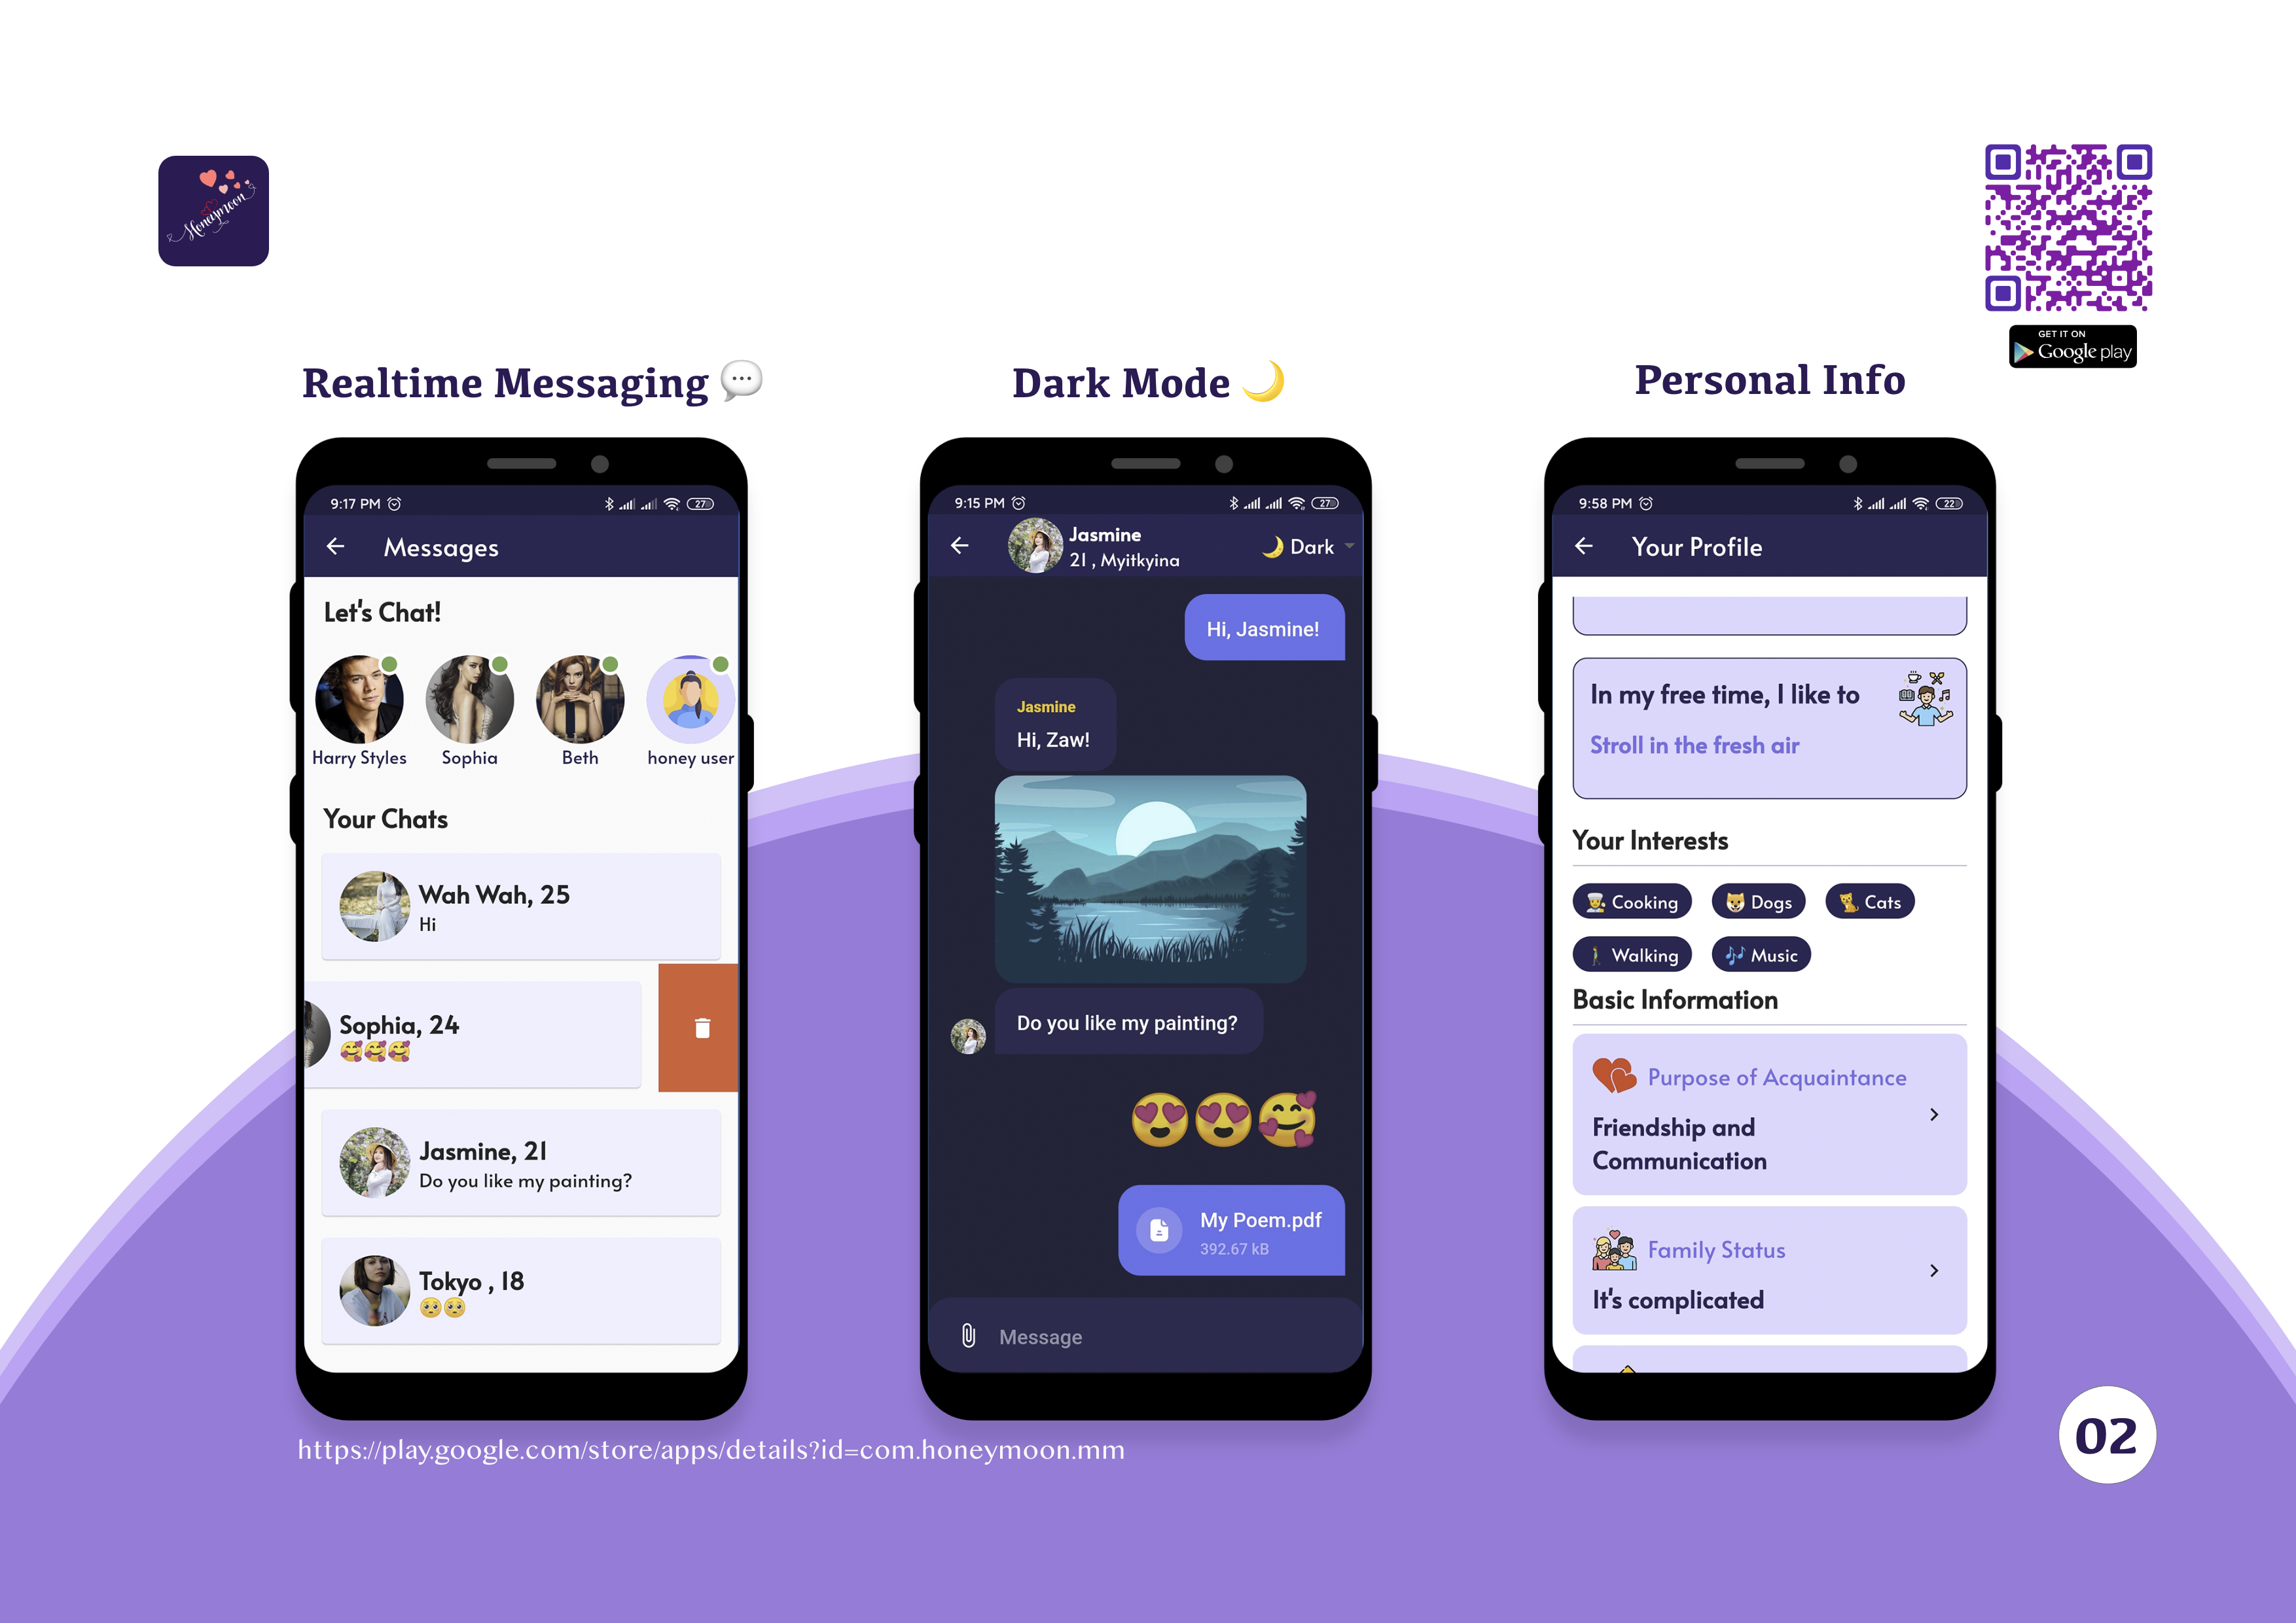 Honeymoon
GET IT ON
Google play
Realtime Messaging 💬
Dark Mode 🌙
Personal Info
9:17 PM
27
Messages
Let's Chat!
Harry Styles
Sophia
Beth
honey user
Your Chats
Wah Wah, 25
Hi
Sophia, 24
🥰🥰🥰
Jasmine, 21
Do you like my painting?
Tokyo , 18
🥺🥺
9:15 PM
27
Jasmine
21 , Myitkyina
🌙 Dark
Hi, Jasmine!
Jasmine
Hi, Zaw!
Do you like my painting?
😍😍🥰
My Poem.pdf
392.67 kB
Message
9:58 PM
22
Your Profile
In my free time, I like to
Stroll in the fresh air
Your Interests
Cooking
Dogs
Cats
Walking
Music
Basic Information
Purpose of Acquaintance
Friendship and
Communication
Family Status
It's complicated
https://play.google.com/store/apps/details?id=com.honeymoon.mm
02